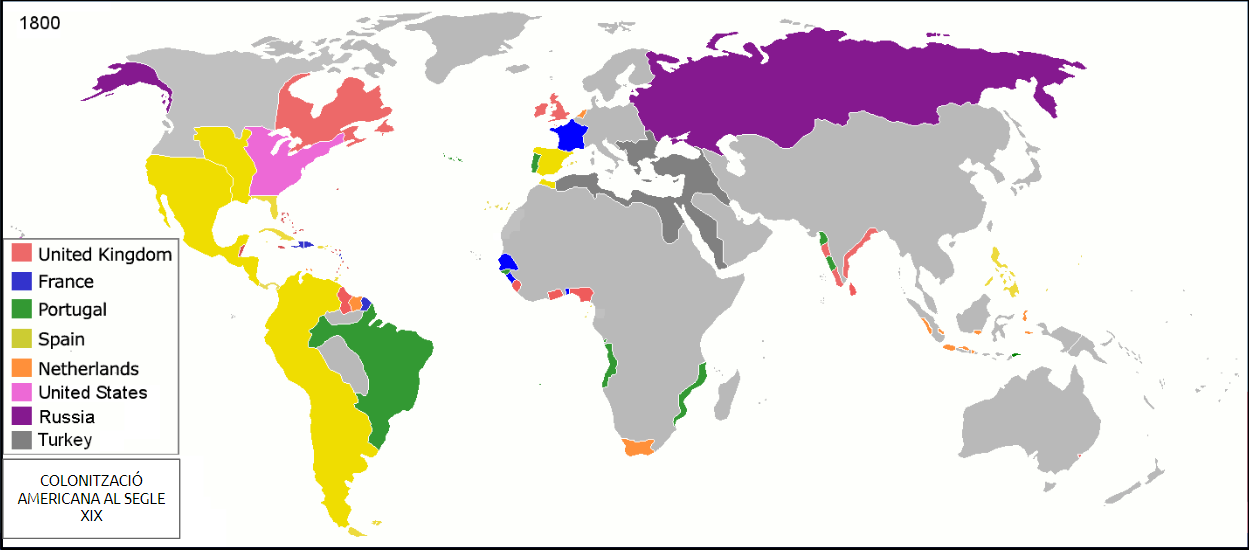 1800
United Kingdom
France
Portugal
Spain
Netherlands
United States
Russia
Turkey
COLONITZACIÓ
AMERICANA AL SEGLE
XIX